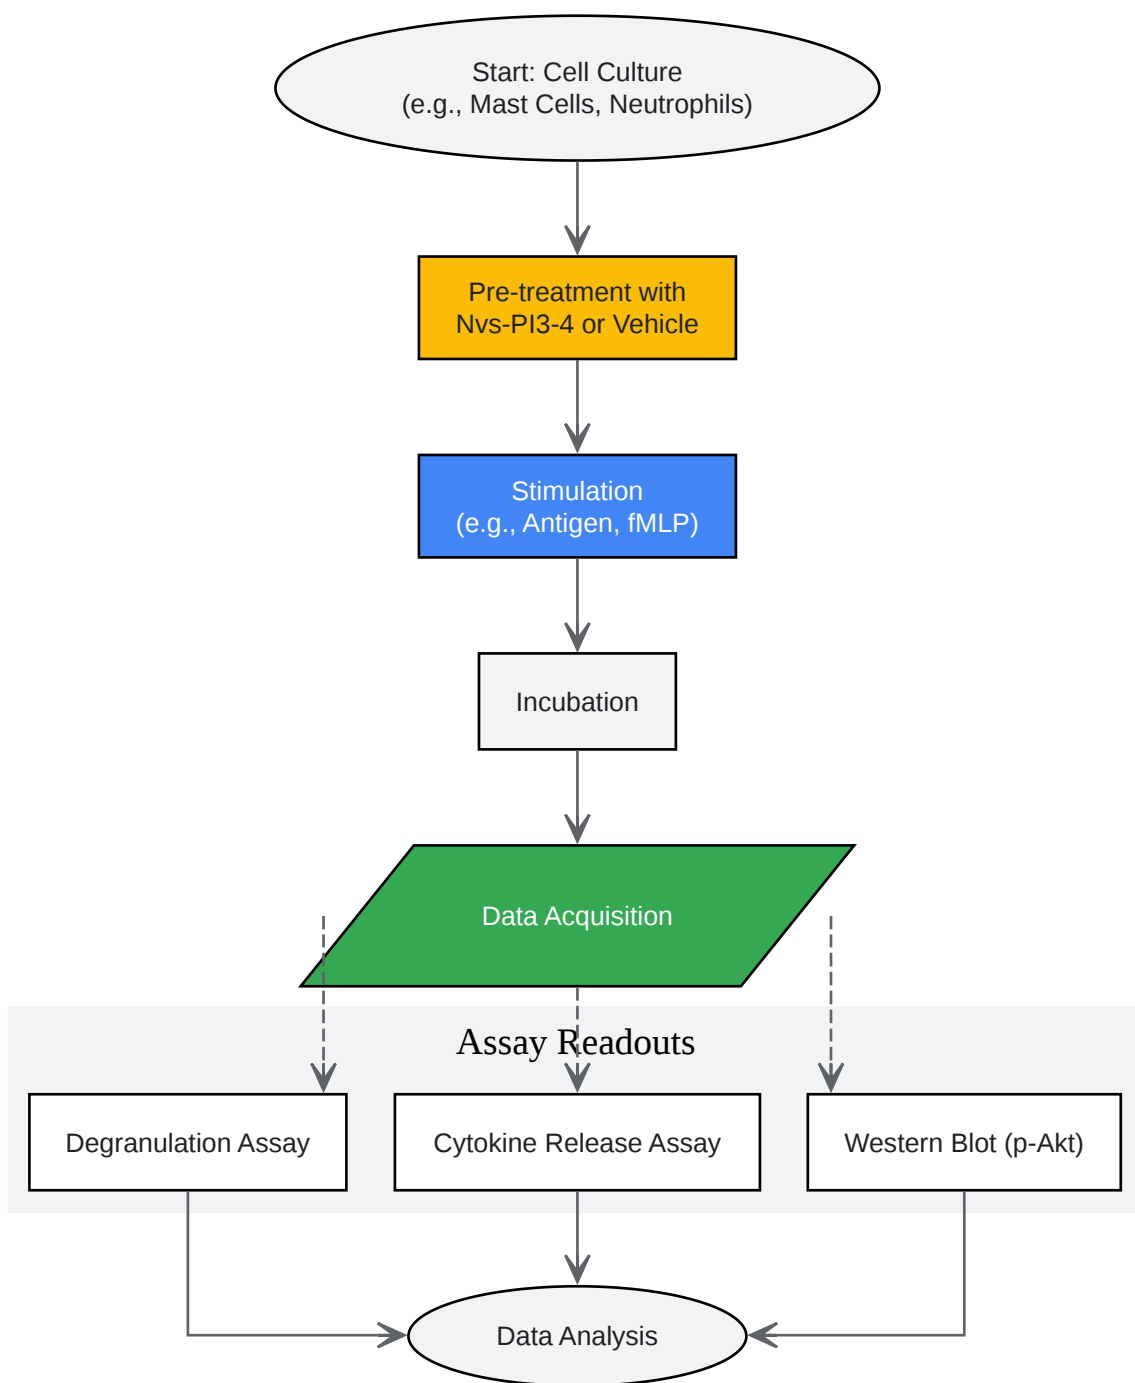 Start: Cell Culture
(e.g., Mast Cells, Neutrophils)
Pre-treatment with
Nvs-PI3-4 or Vehicle
Stimulation
(e.g., Antigen, fMLP)
Incubation
Data Acquisition
Assay Readouts
Degranulation Assay
Cytokine Release Assay
Western Blot (p-Akt)
Data Analysis